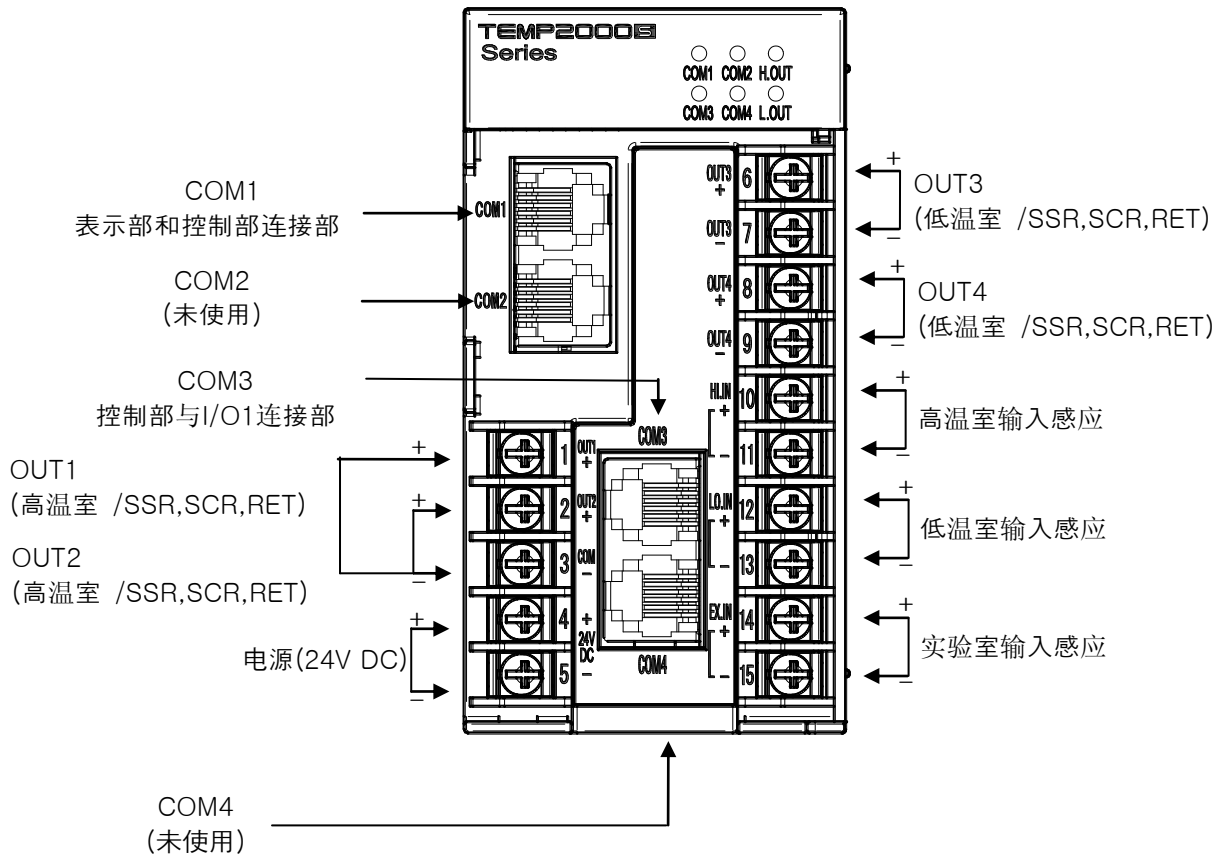 TEMP2000S
Series
COM1 COM2 H.OUT
COM3 COM4 L.OUT
COM1
表示部和控制部连接部
COM2
(未使用)
COM3
控制部与I/O1连接部
OUT1
(高温室 /SSR,SCR,RET)
OUT2
(高温室 /SSR,SCR,RET)
电源(24V DC)
+
−
+
−
+
−
COM1
COM2
COM3
COM4
1 OUT1 +
2 OUT2 +
3 COM −
4 +
24V DC
5 −
OUT3 + 6
OUT3 − 7
OUT4 + 8
OUT4 − 9
HI.IN + 10
− 11
LO.IN + 12
− 13
EX.IN + 14
− 15
+
−
OUT3
(低温室 /SSR,SCR,RET)
+
−
OUT4
(低温室 /SSR,SCR,RET)
+
−
高温室输入感应
+
−
低温室输入感应
+
−
实验室输入感应
COM4
(未使用)